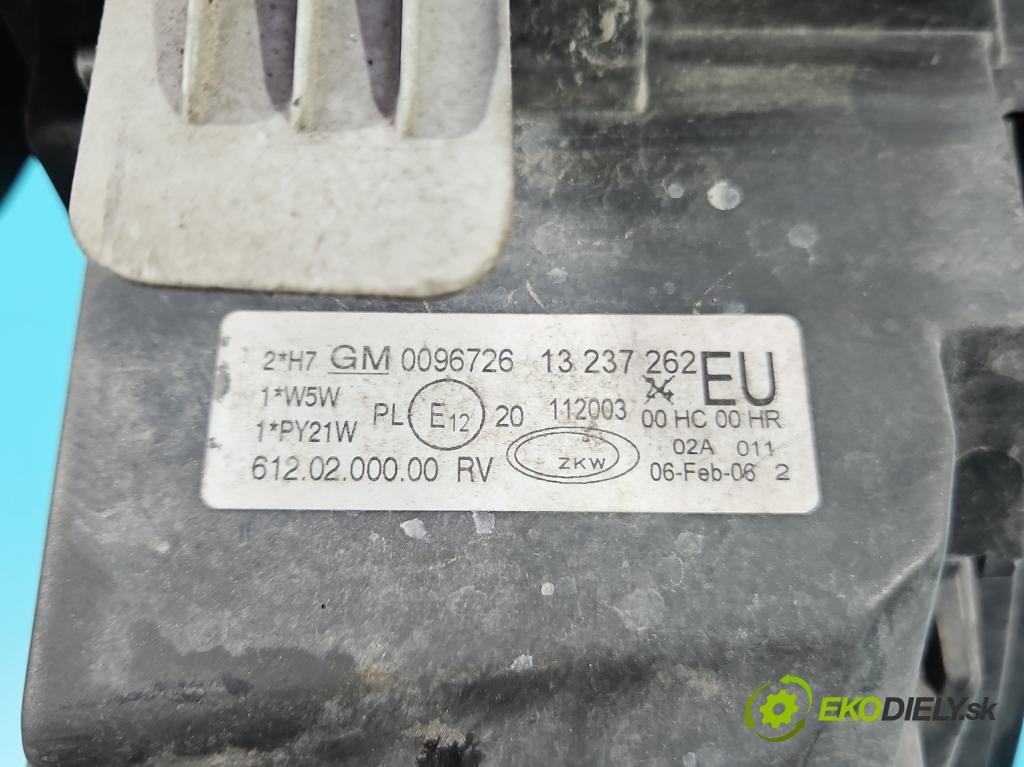 2*H7 GM 0096726 13 237 262 EU
1*W5W PL E12 20 112003 00 HC 00 HR
1*PY21W ZKW 02A 011
612.02.000.00 RV 06-Feb-06 2
EKODIELY.sk